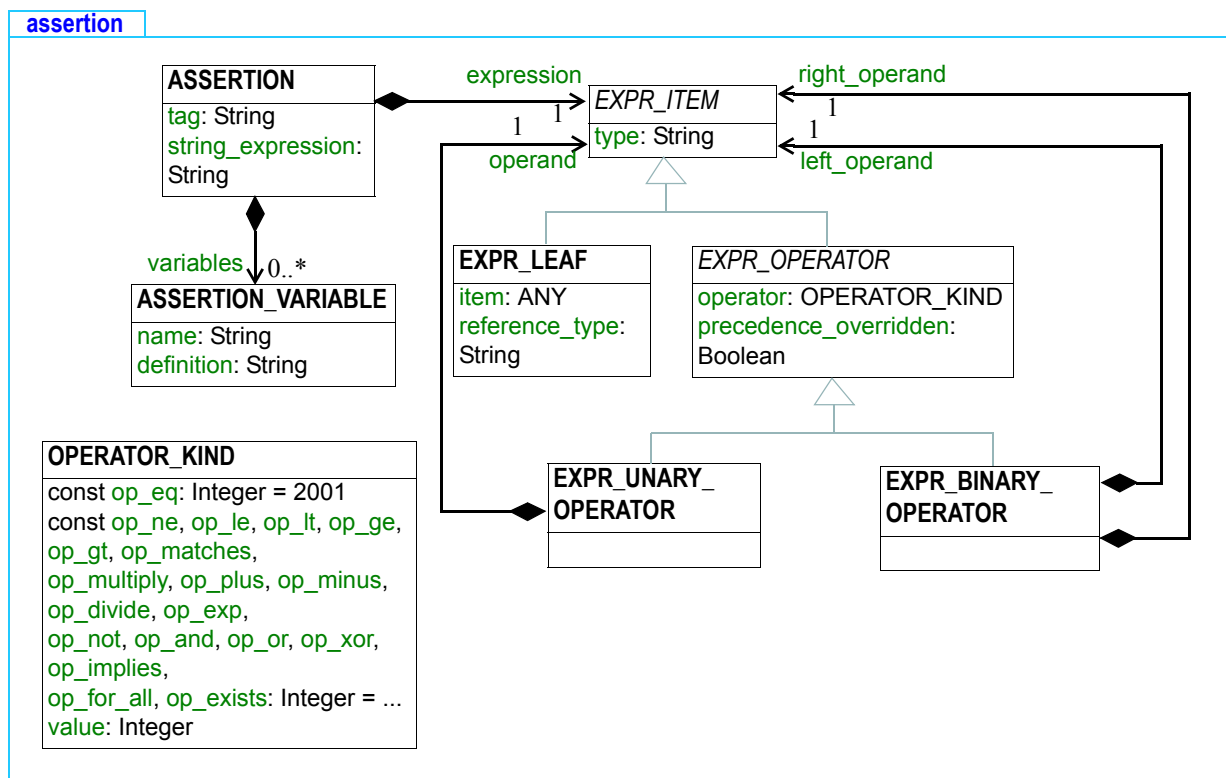 assertion
ASSERTION
tag: String
string_expression:
String
expression
1
EXPR_ITEM
type: String
right_operand
1
1
left_operand
1
operand
variables
0..*
ASSERTION_VARIABLE
name: String
definition: String
EXPR_LEAF
item: ANY
reference_type:
String
EXPR_OPERATOR
operator: OPERATOR_KIND
precedence_overridden:
Boolean
OPERATOR_KIND
const op_eq: Integer = 2001
const op_ne, op_le, op_lt, op_ge,
op_gt, op_matches,
op_multiply, op_plus, op_minus,
op_divide, op_exp,
op_not, op_and, op_or, op_xor,
op_implies,
op_for_all, op_exists: Integer = ...
value: Integer
EXPR_UNARY_
OPERATOR
EXPR_BINARY_
OPERATOR